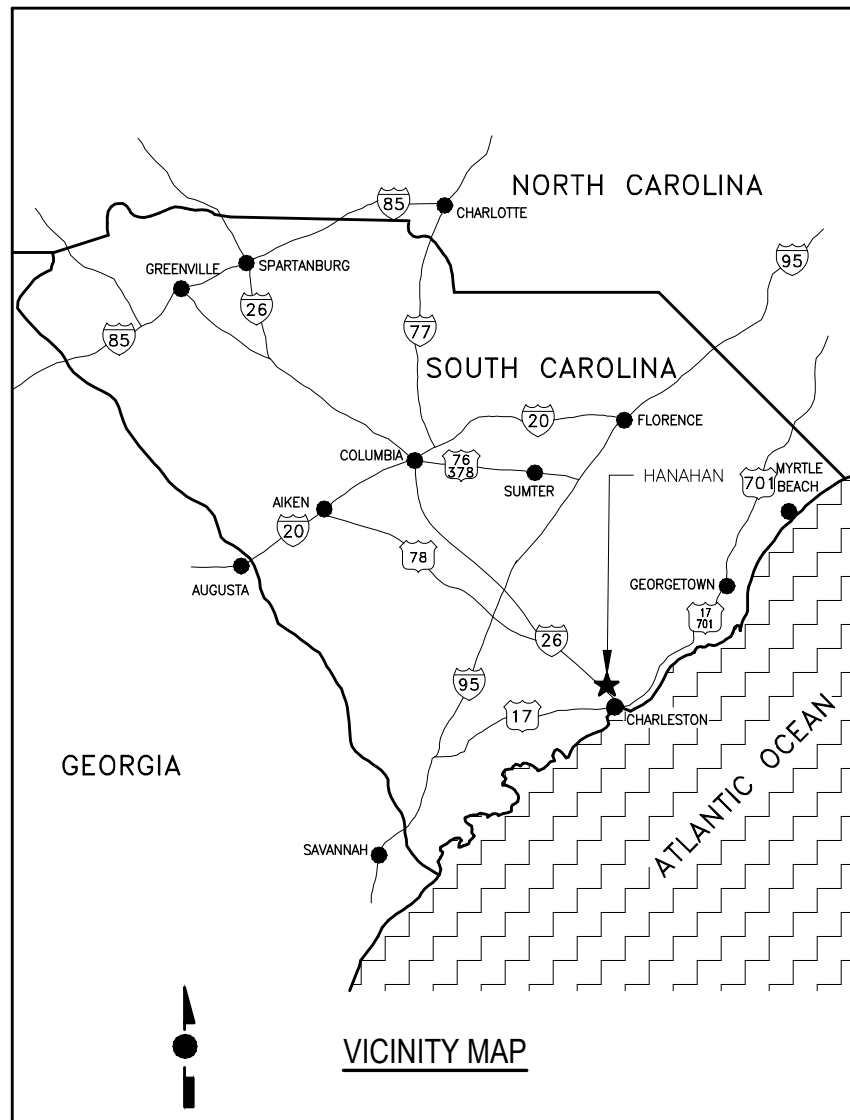 NORTH CAROLINA
85
CHARLOTTE
95
SPARTANBURG
GREENVILLE
26
77
85
SOUTH CAROLINA
20
FLORENCE
COLUMBIA
76
378
HANAHAN
701
MYRTLE
BEACH
SUMTER
AIKEN
20
78
AUGUSTA
GEORGETOWN
17
701
26
95
17
CHARLESTON
GEORGIA
ATLANTIC OCEAN
SAVANNAH
VICINITY MAP